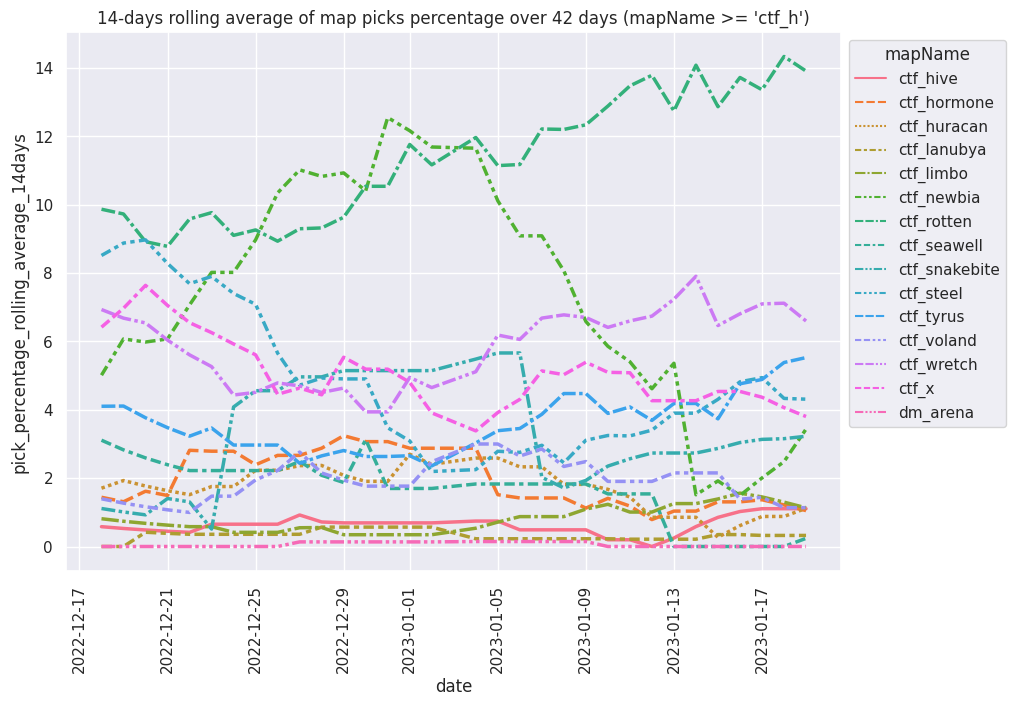 14-days rolling average of map picks percentage over 42 days (mapName >= 'ctf_h')
pick_percentage_rolling_average_14days
14
12
10
8
6
4
2
0
2022-12-17
2022-12-21
2022-12-25
2022-12-29
2023-01-01
2023-01-05
2023-01-09
2023-01-13
2023-01-17
date
mapName
ctf_hive
ctf_hormone
ctf_huracan
ctf_lanubya
ctf_limbo
ctf_newbia
ctf_rotten
ctf_seawell
ctf_snakebite
ctf_steel
ctf_tyrus
ctf_voland
ctf_wretch
ctf_x
dm_arena